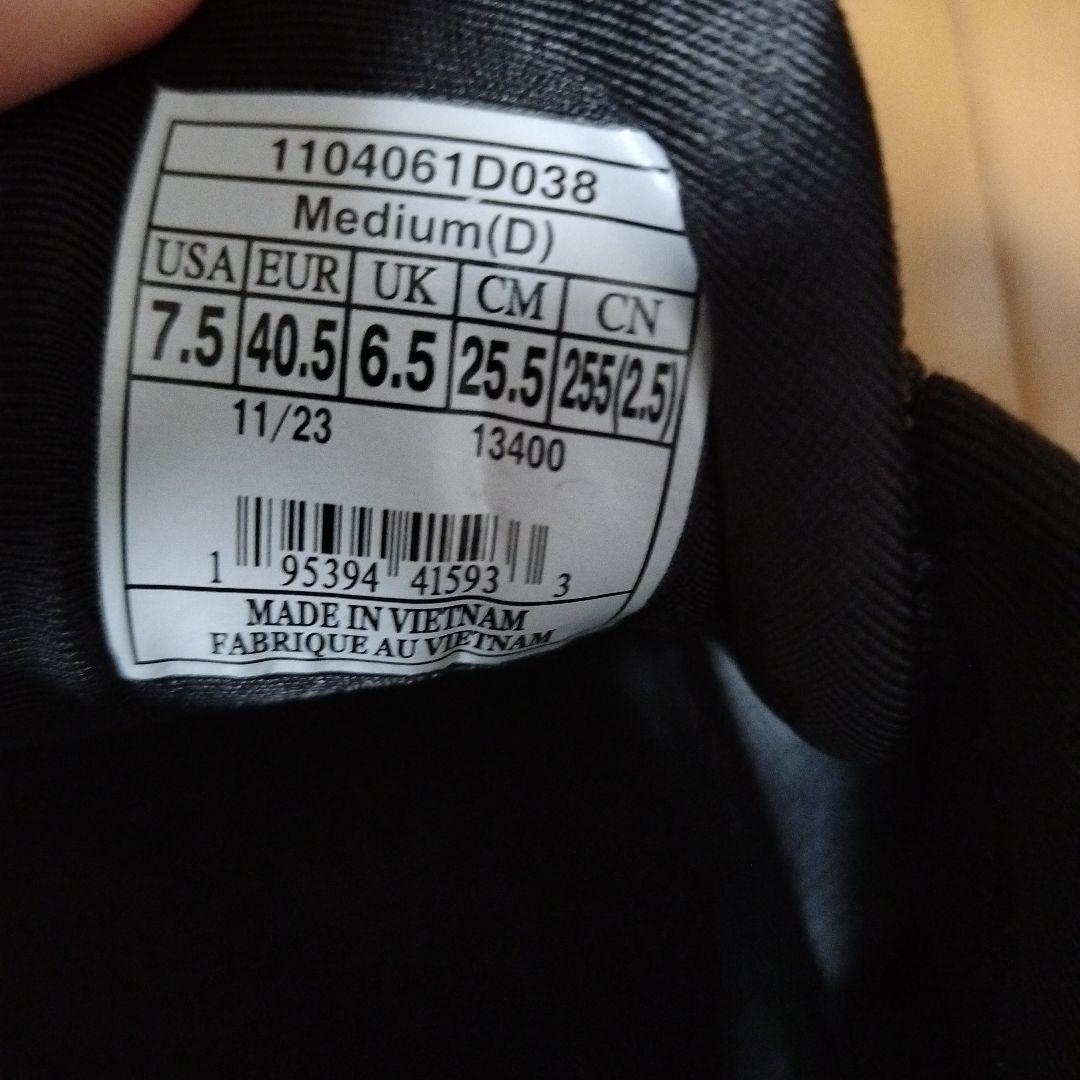 1104061D038
Medium(D)
USA EUR UK CM CN
7.5 40.5 6.5 25.5 255(2.5)
11/23 13400
1 95394 41593 3
MADE IN VIETNAM
FABRIQUE AU VIETNAM